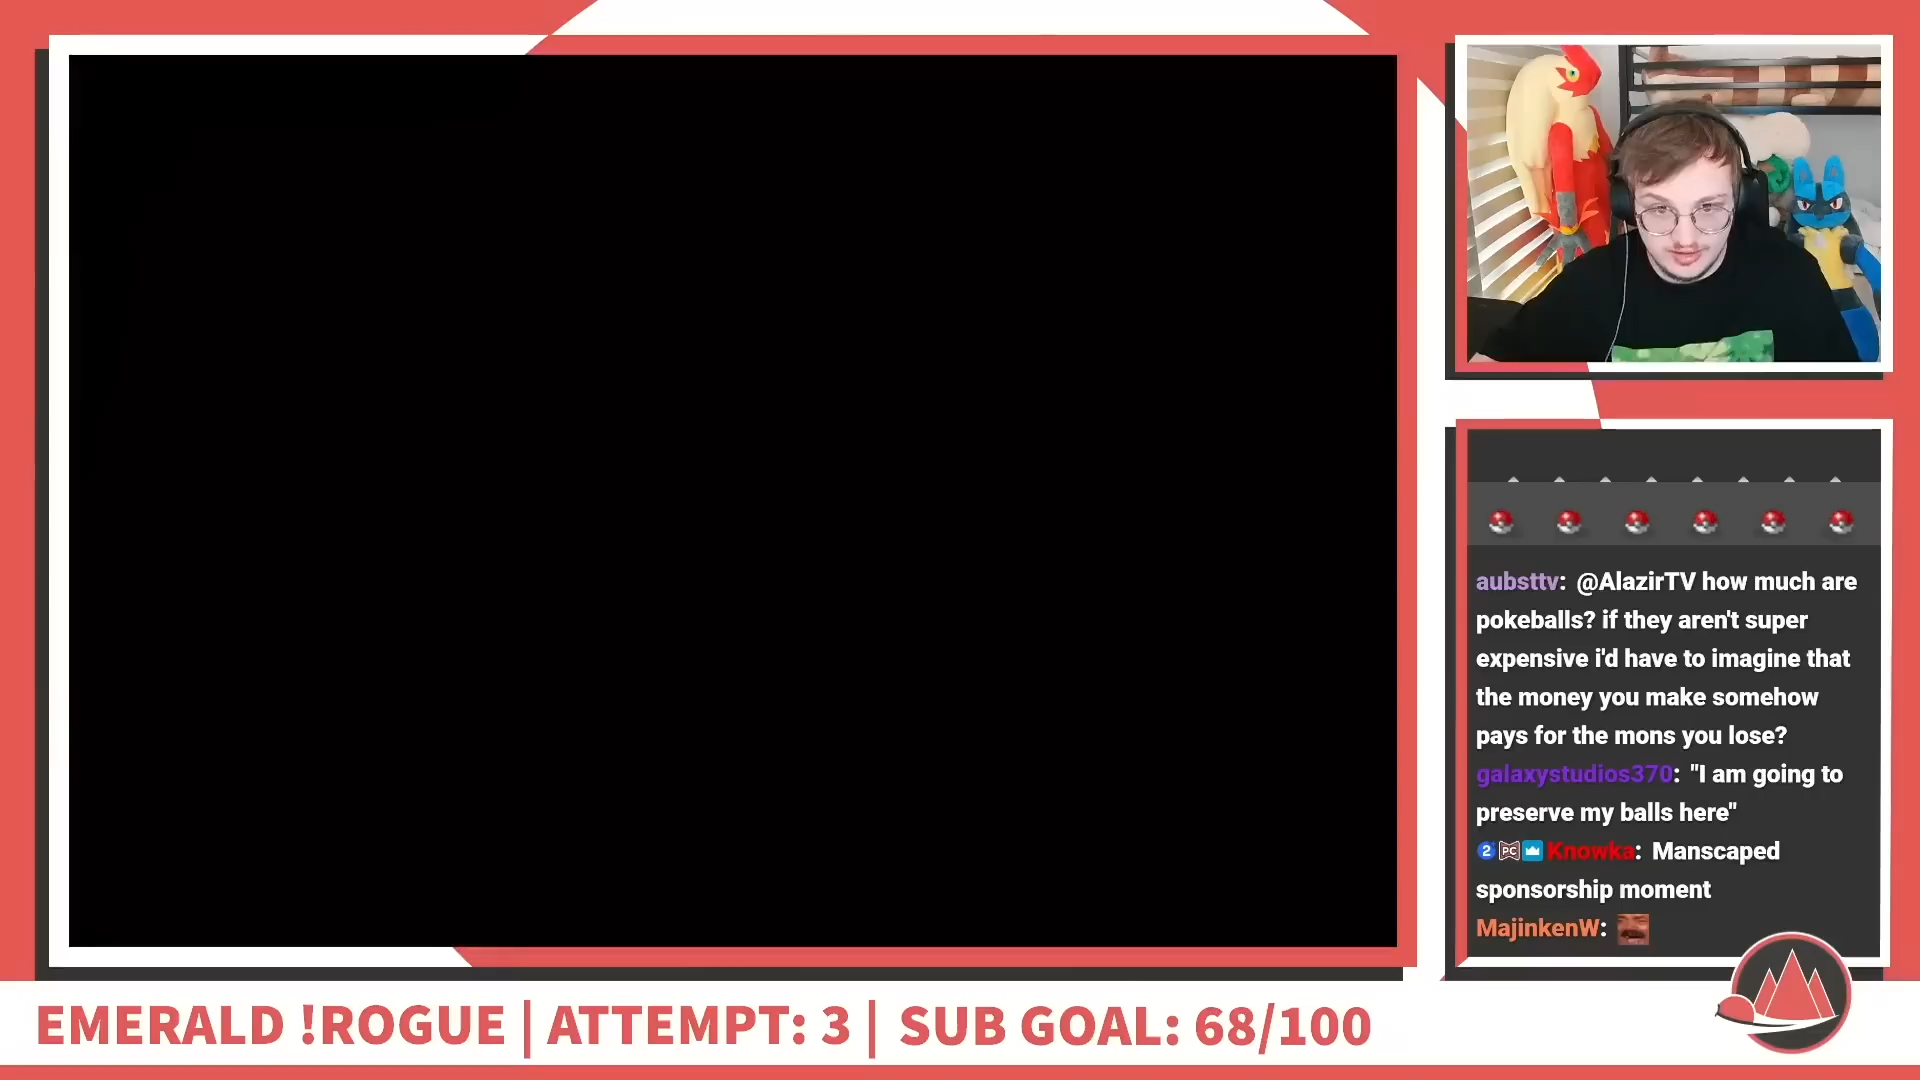 aubsttv: @AlazirTV how much are
pokeballs? if they aren't super
expensive i'd have to imagine that
the money you make somehow
pays for the mons you lose?
galaxystudios370: "I am going to
preserve my balls here"
2 PC Knowka: Manscaped
sponsorship moment
MajinkenW:
EMERALD !ROGUE | ATTEMPT: 3 | SUB GOAL: 68/100